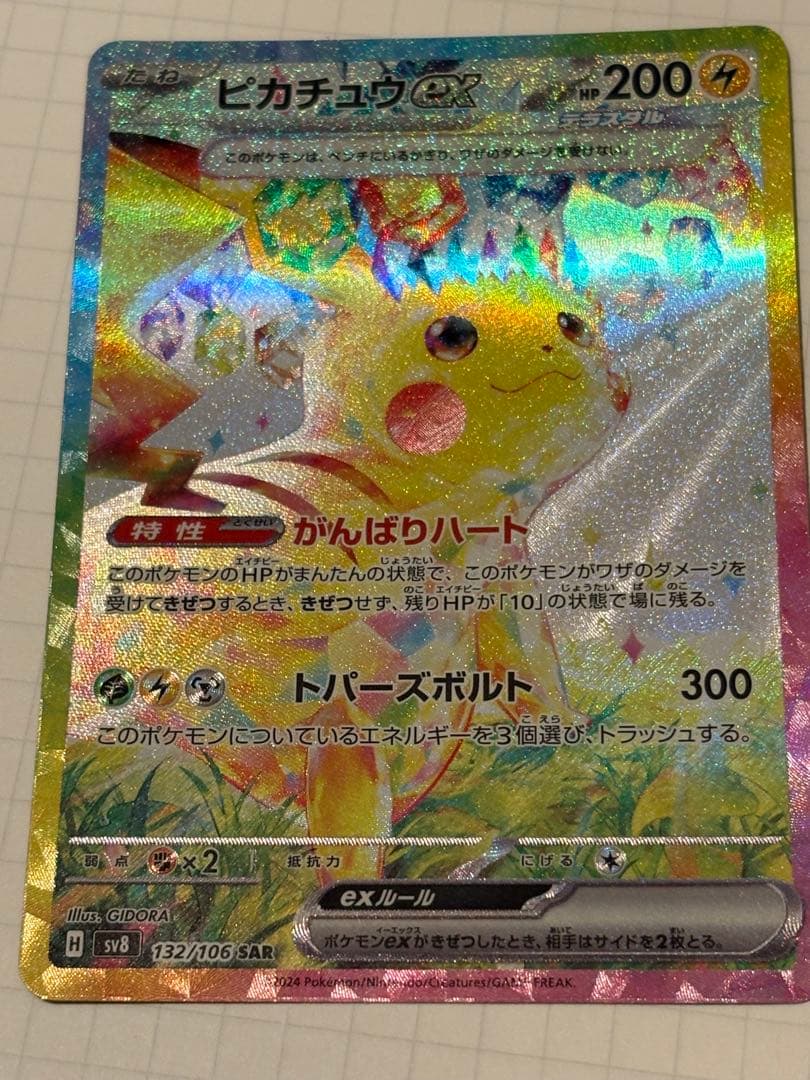 たね ピカチュウex HP200
テラスタル
このポケモンは、ベンチにいるかぎり、ワザのダメージを受けない。
特性 とくせい がんばりハート
このポケモンのHPがまんたんの状態で、このポケモンがワザのダメージを
受けてきぜつするとき、きぜつせず、残りHPが「10」の状態で場に残る。
トパーズボルト 300
このポケモンについているエネルギーを3個選び、トラッシュする。
弱点 ×2 抵抗力 にげる
exルール
ポケモンexがきぜつしたとき、相手はサイドを2枚とる。
Illus. GIDORA
H sv8 132/106 SAR
©2024 Pokémon/Nintendo/Creatures/GAME FREAK.